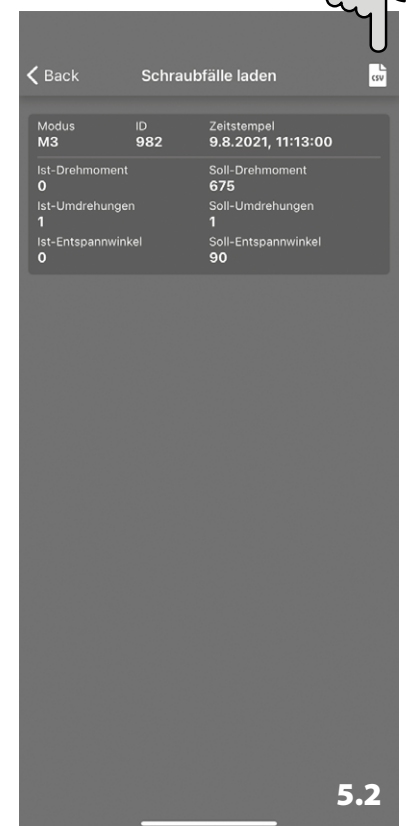 Back Schraubfälle laden CSV
Modus ID Zeitstempel
M3 982 9.8.2021, 11:13:00
Ist-Drehmoment Soll-Drehmoment
0 675
Ist-Umdrehungen Soll-Umdrehungen
1 1
Ist-Entspannwinkel Soll-Entspannwinkel
0 90
5.2